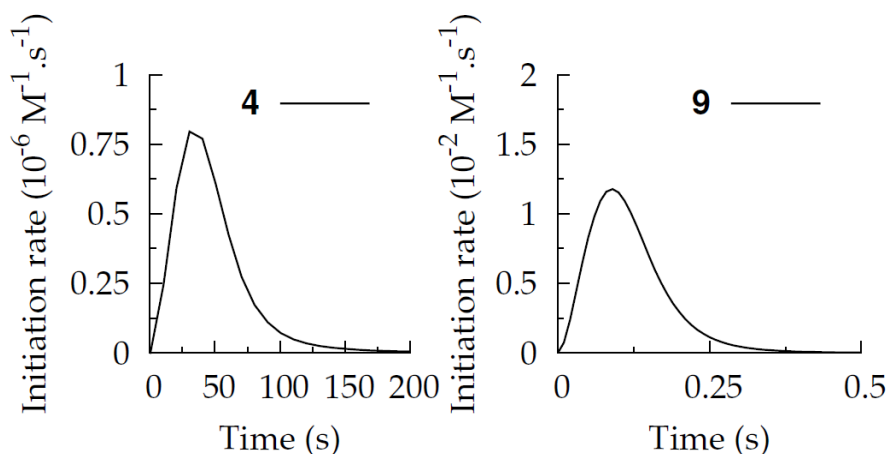 Initiation rate (10⁻⁶ M⁻¹.s⁻¹)
1
0.75
0.5
0.25
0
4
0 50 100 150 200
Time (s)
Initiation rate (10⁻² M⁻¹.s⁻¹)
2
1.5
1
0.5
0
9
0 0.25 0.5
Time (s)